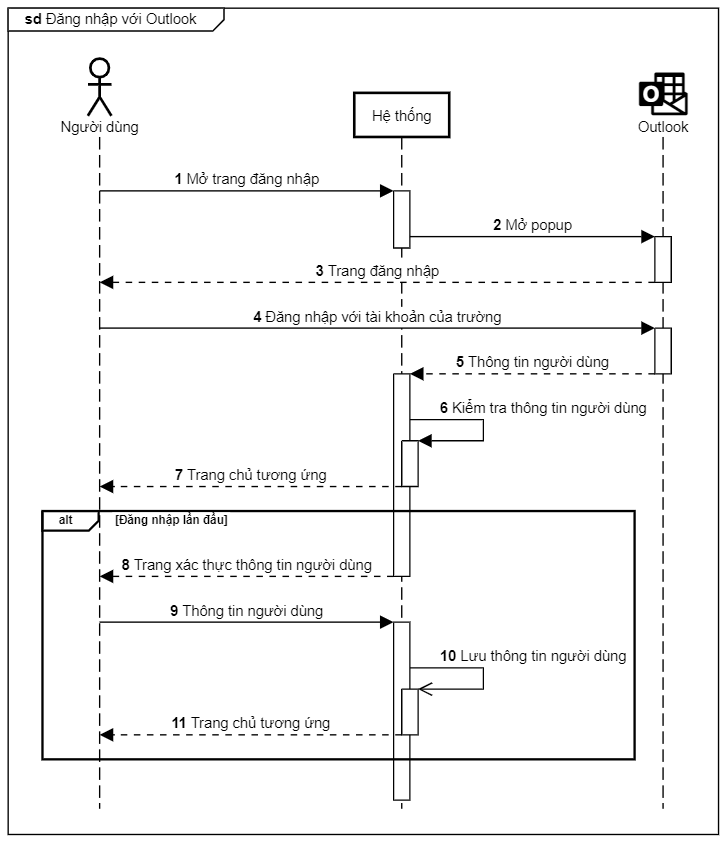 sd Đăng nhập với Outlook
Người dùng
Hệ thống
Outlook
1 Mở trang đăng nhập
2 Mở popup
3 Trang đăng nhập
4 Đăng nhập với tài khoản của trường
5 Thông tin người dùng
6 Kiểm tra thông tin người dùng
7 Trang chủ tương ứng
alt [Đăng nhập lần đầu]
8 Trang xác thực thông tin người dùng
9 Thông tin người dùng
10 Lưu thông tin người dùng
11 Trang chủ tương ứng